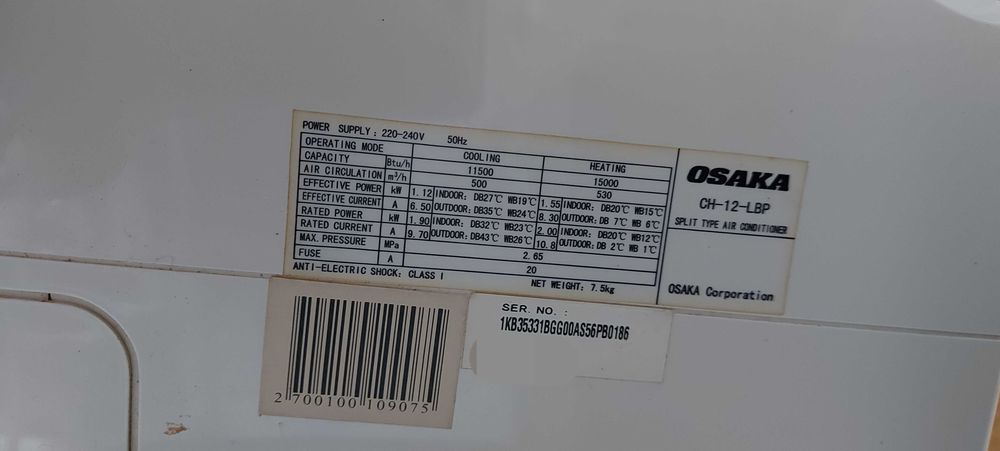 POWER SUPPLY: 220-240V 50Hz
OPERATING MODE COOLING HEATING
CAPACITY Btu/h 11500 15000
AIR CIRCULATION m³/h 500 530
EFFECTIVE POWER kW 1.12 INDOOR: DB27℃ WB19℃ 1.55 INDOOR: DB20℃ WB15℃
EFFECTIVE CURRENT A 6.50 OUTDOOR: DB35℃ WB24℃ 8.30 OUTDOOR: DB 7℃ WB 6℃
RATED POWER kW 1.90 INDOOR: DB32℃ WB23℃ 2.00 INDOOR: DB20℃ WB12℃
RATED CURRENT A 9.70 OUTDOOR: DB43℃ WB26℃ 10.8 OUTDOOR: DB 2℃ WB 1℃
MAX. PRESSURE MPa 2.65
FUSE A 20
ANTI-ELECTRIC SHOCK: CLASS I NET WEIGHT: 7.5kg
OSAKA
CH-12-LBP
SPLIT TYPE AIR CONDITIONER
OSAKA Corporation
2 700100 109075
SER. NO. :
1KB35331BGG00AS56PB0186